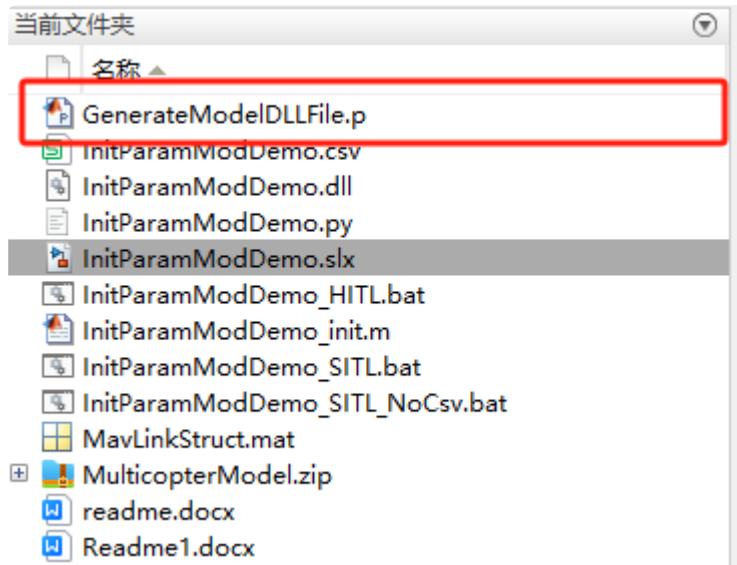 当前文件夹
名称
GenerateModelDLLFile.p
InitParamModDemo.csv
InitParamModDemo.dll
InitParamModDemo.py
InitParamModDemo.slx
InitParamModDemo_HITL.bat
InitParamModDemo_init.m
InitParamModDemo_SITL.bat
InitParamModDemo_SITL_NoCsv.bat
MavLinkStruct.mat
MulticopterModel.zip
readme.docx
Readme1.docx